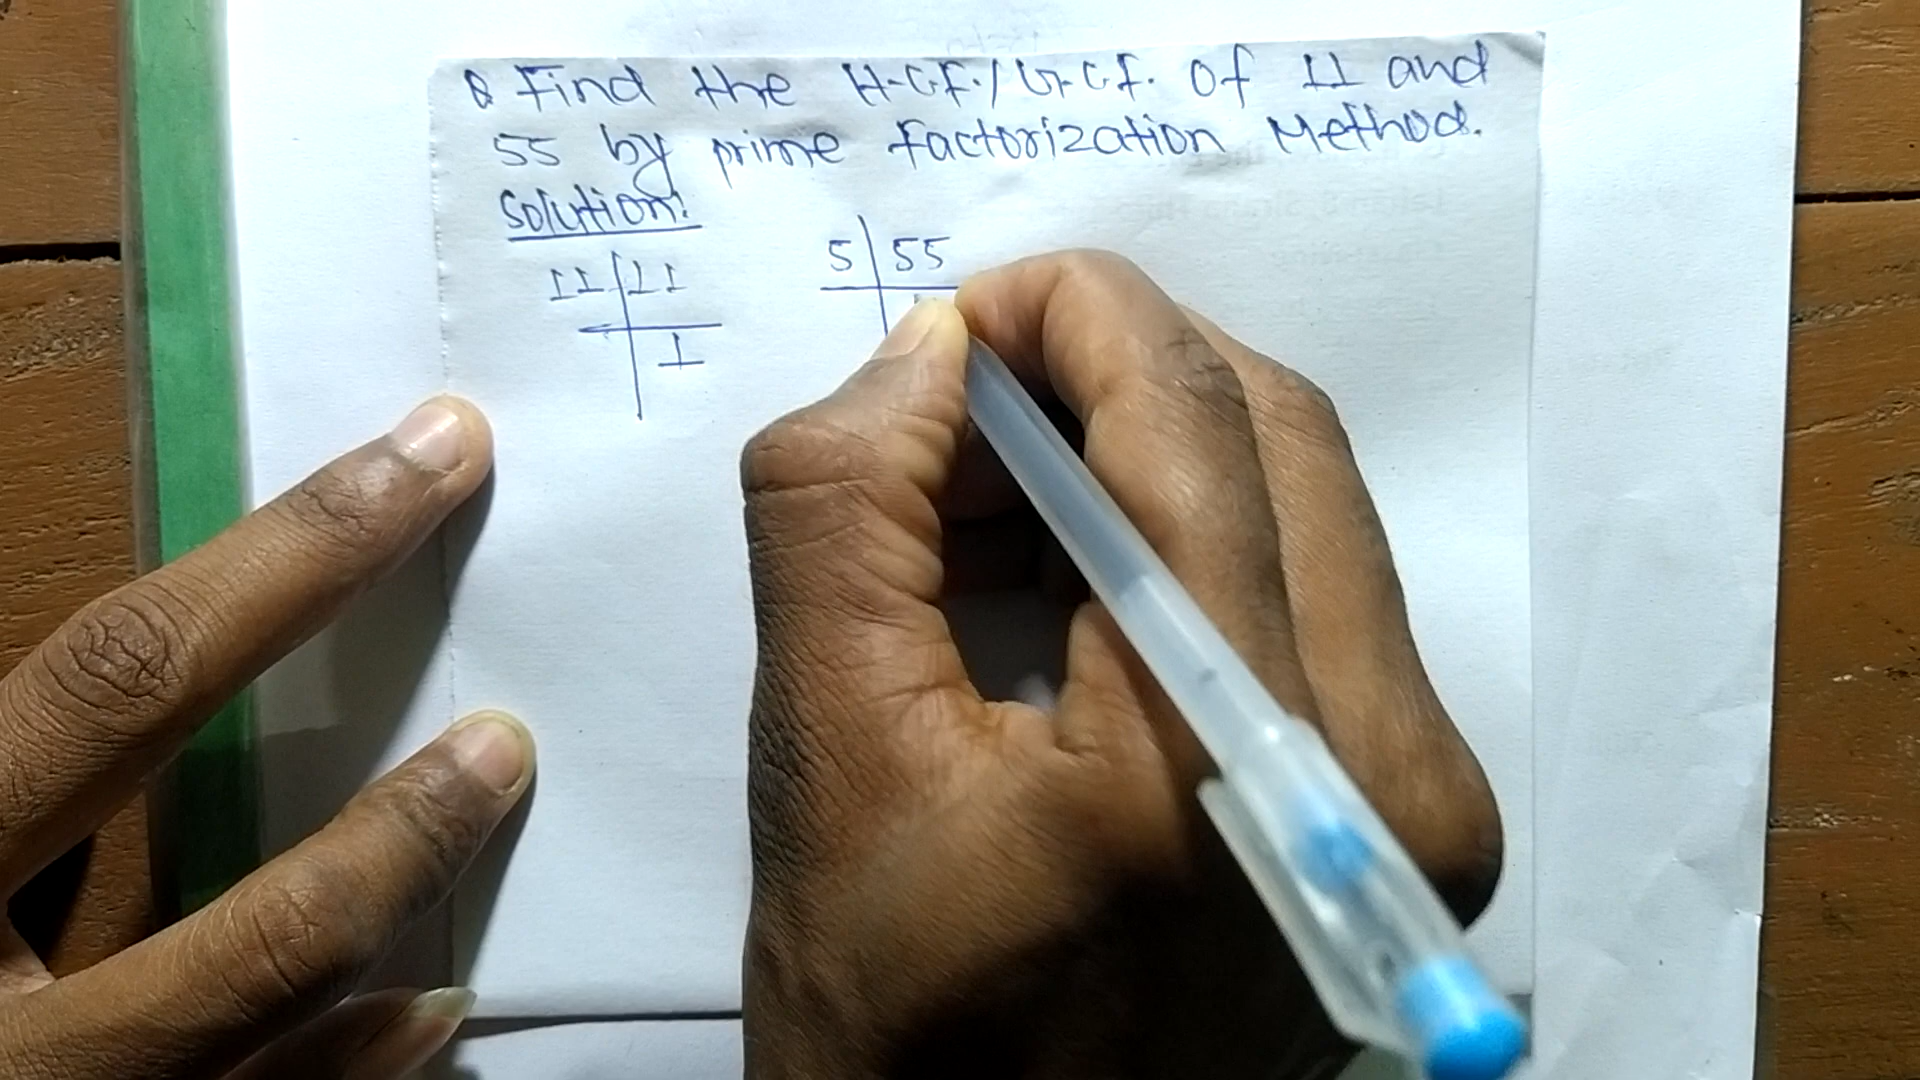 Q Find the H.C.F./G.C.F. of 11 and
55 by prime Factorization Method.
Solution:
11 | 11
1
5 | 55